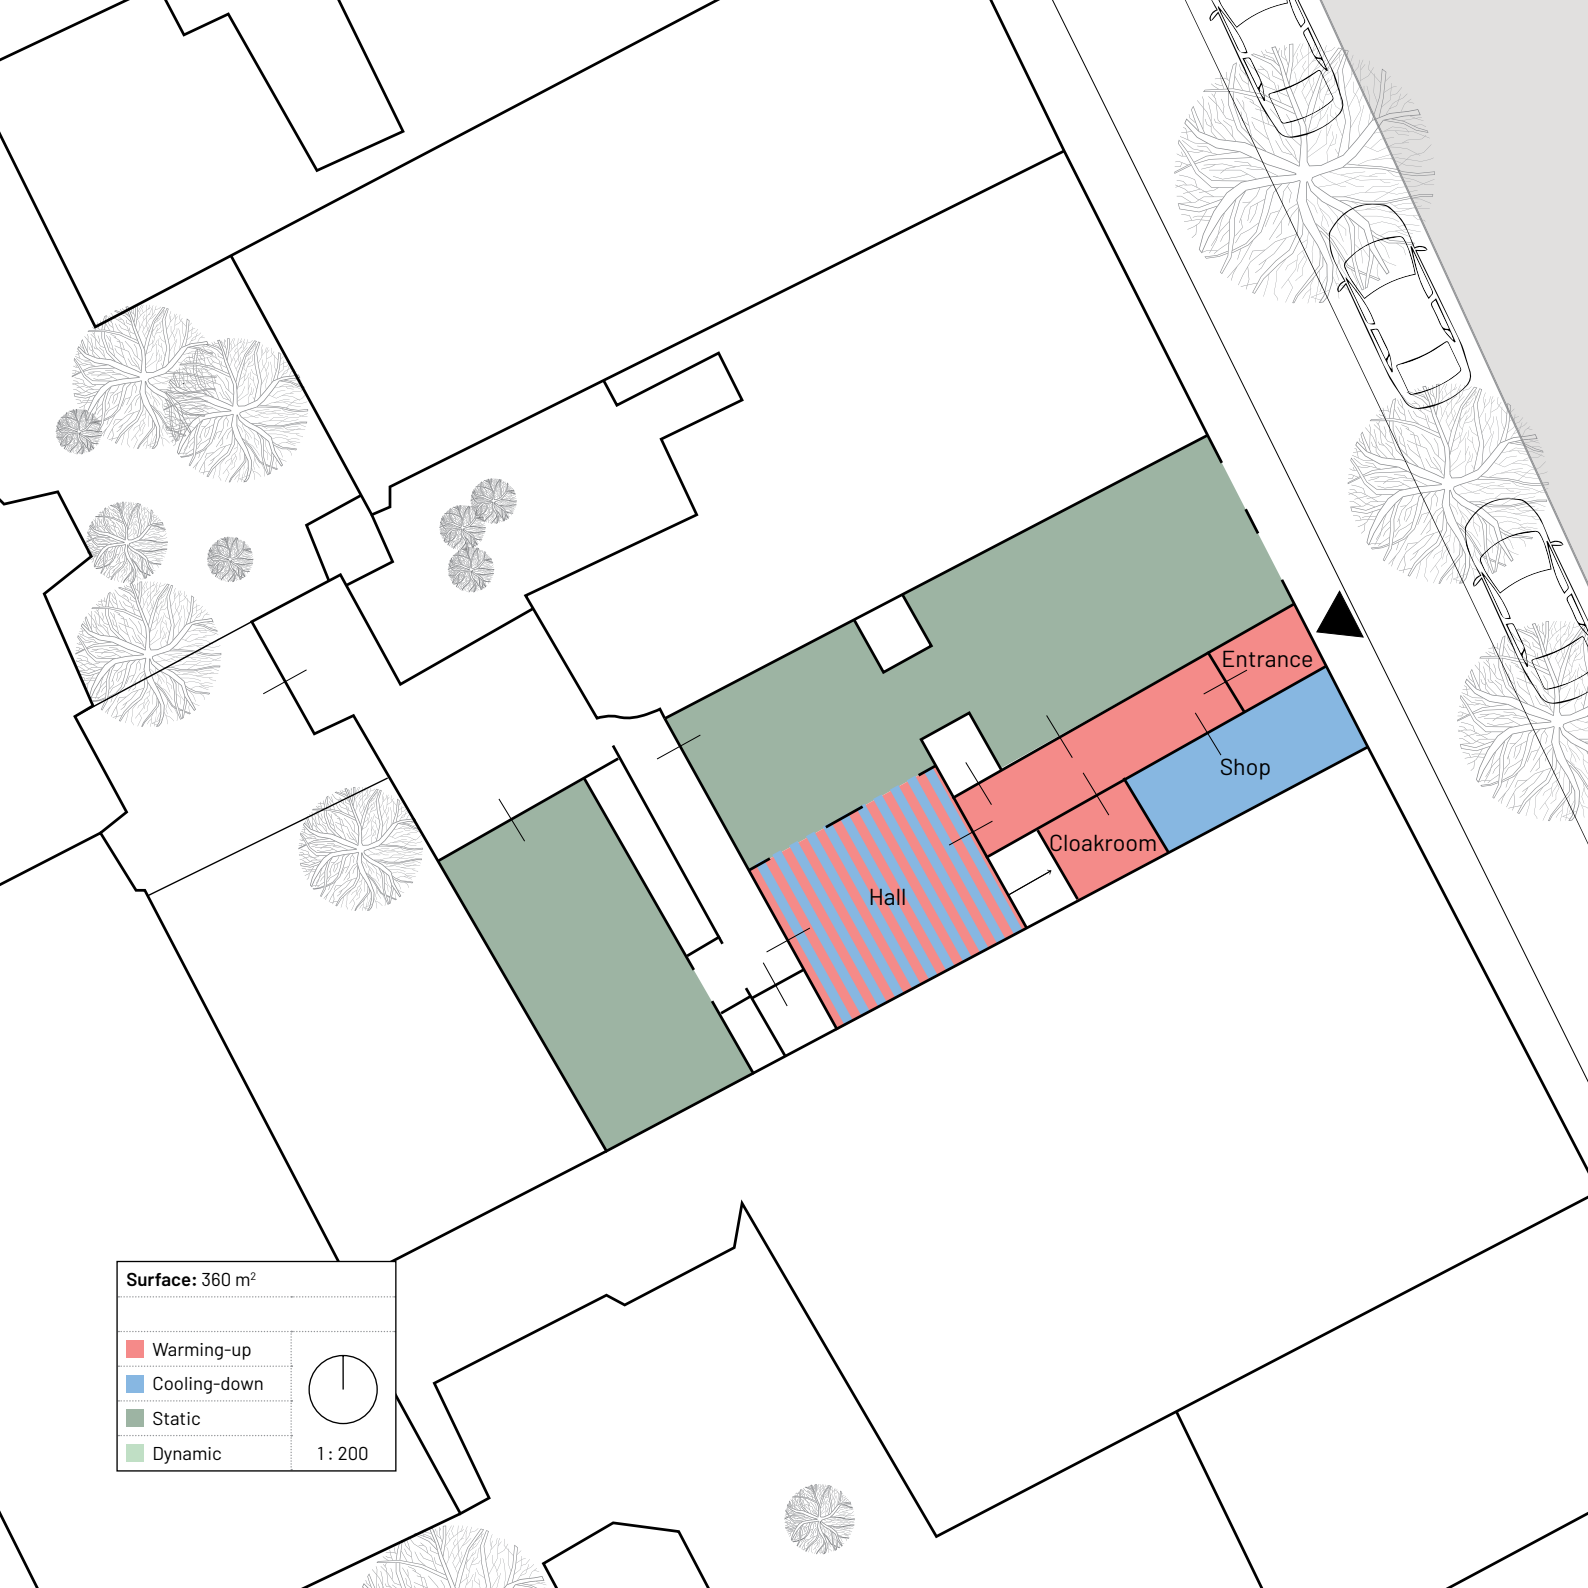 Entrance
Shop
Cloakroom
Hall
Surface: 360 m²
Warming-up
Cooling-down
Static
Dynamic
1 : 200